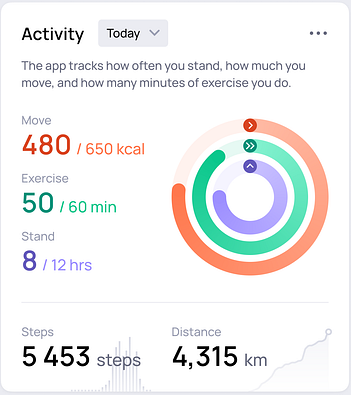 Activity Today
The app tracks how often you stand, how much you
move, and how many minutes of exercise you do.
Move
480 / 650 kcal
Exercise
50 / 60 min
Stand
8 / 12 hrs
Steps
5 453 steps
Distance
4,315 km